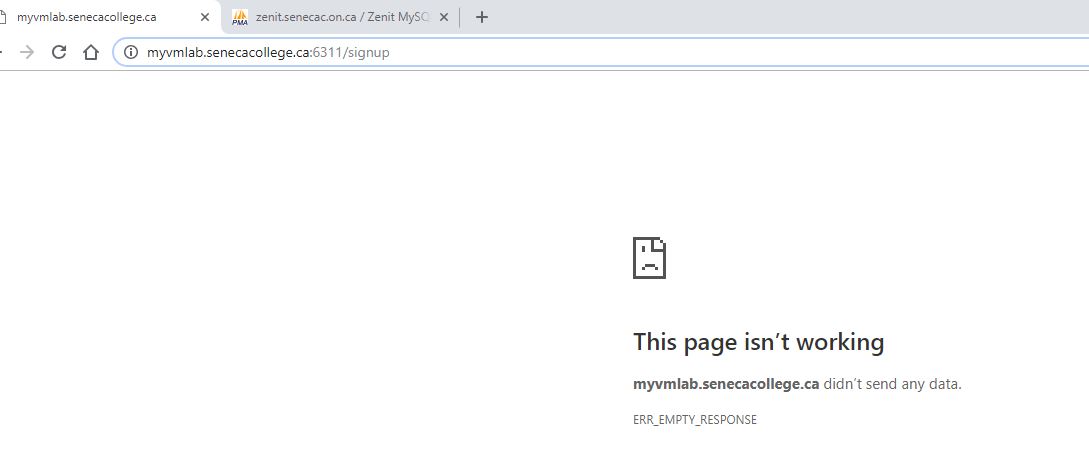 myvmlab.senecacollege.ca
PMA zenit.senecac.on.ca / Zenit MySQ
myvmlab.senecacollege.ca:6311/signup
This page isn’t working
myvmlab.senecacollege.ca didn’t send any data.
ERR_EMPTY_RESPONSE